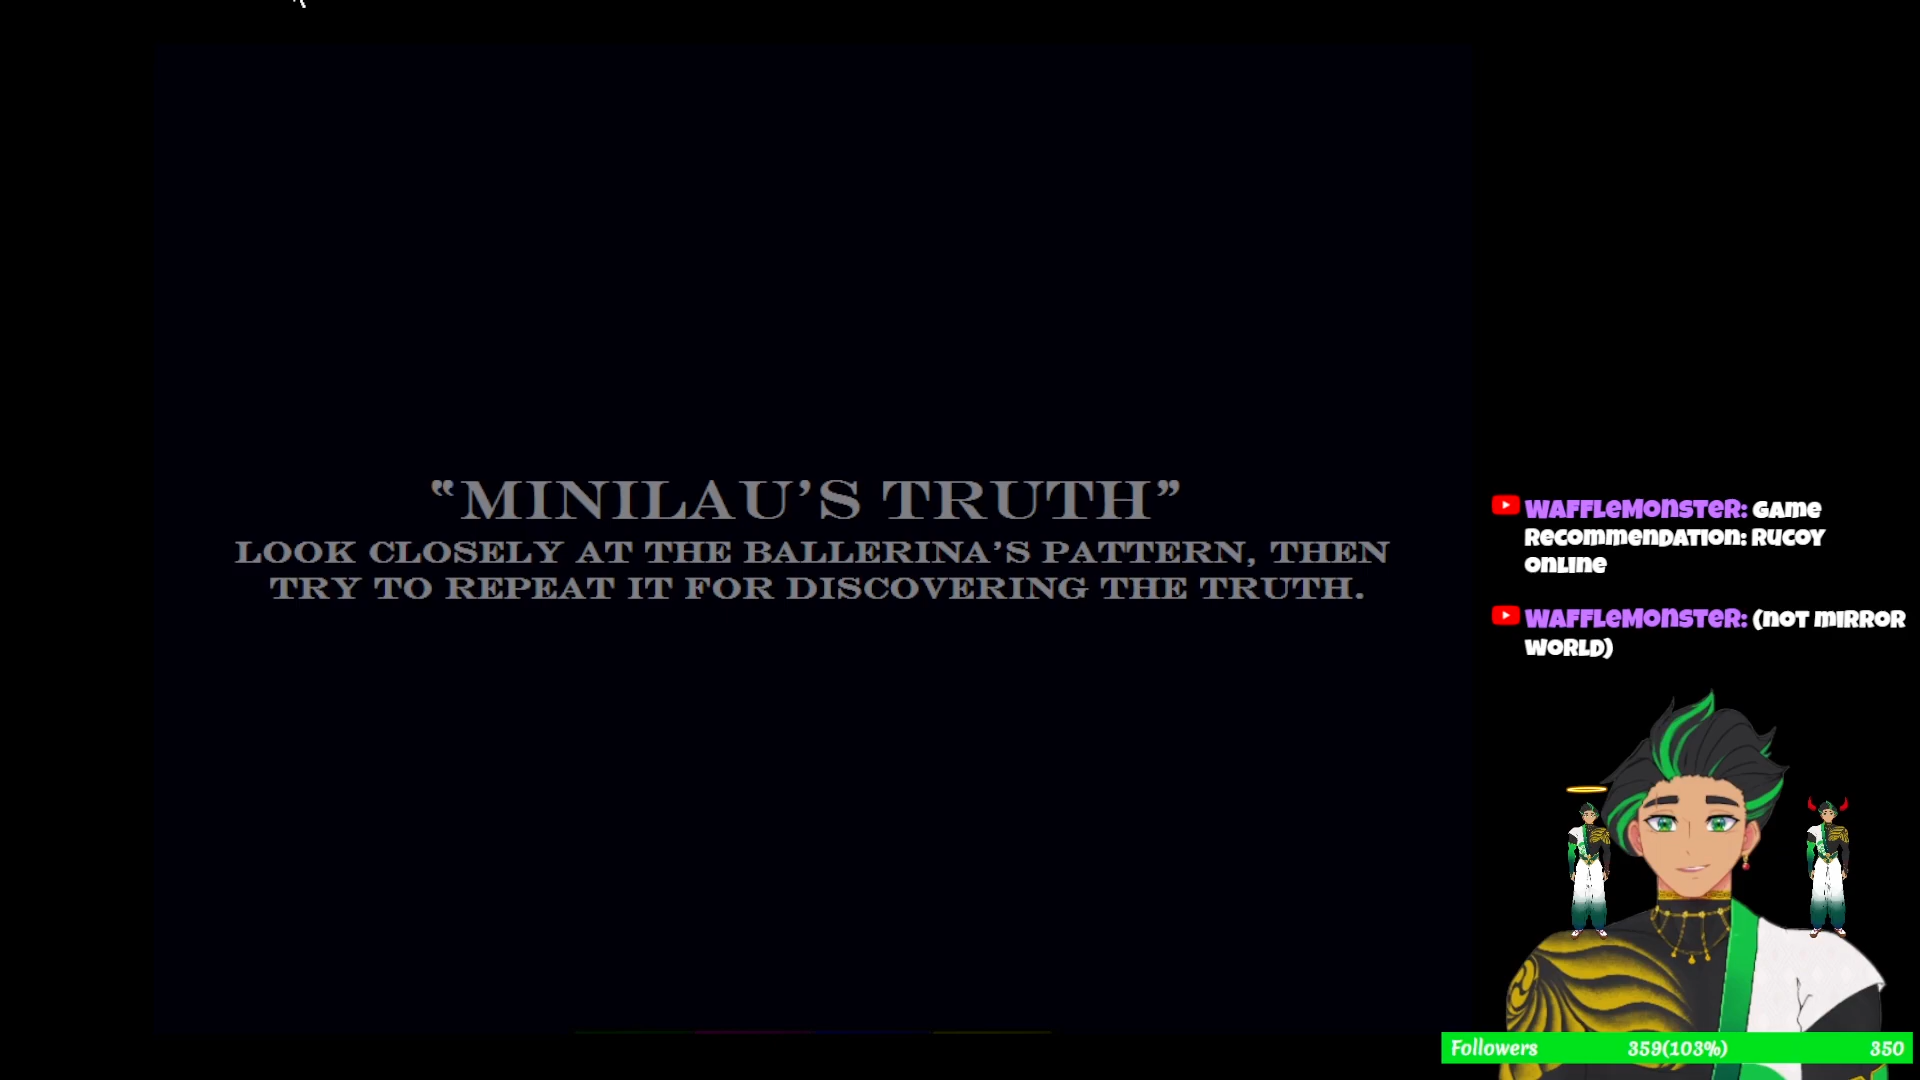 “MINILAU’S TRUTH”
LOOK CLOSELY AT THE BALLERINA’S PATTERN, THEN
TRY TO REPEAT IT FOR DISCOVERING THE TRUTH.
WAFFLEMONSTER: GAME
RECOMMENDATION: RUCOY
ONLINE
WAFFLEMONSTER: (NOT MIRROR
WORLD)
Followers 359(103%) 350